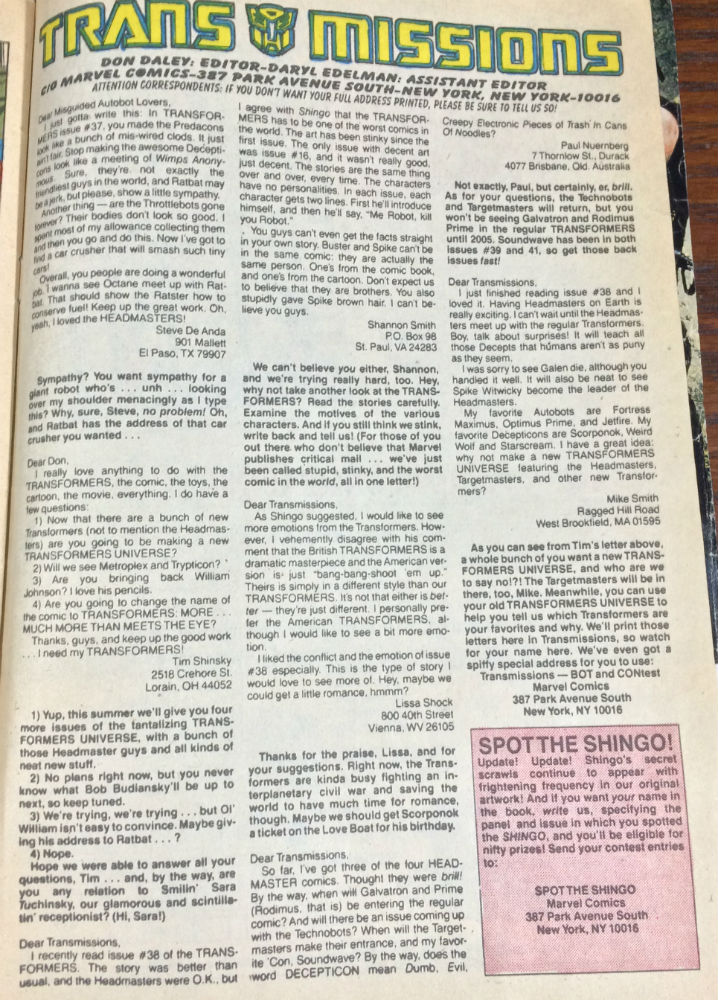 TRANS MISSIONS
DON DALEY: EDITOR-DARYL EDELMAN: ASSISTANT EDITOR
C/O MARVEL COMICS-387 PARK AVENUE SOUTH-NEW YORK, NEW YORK-10016
ATTENTION CORRESPONDENTS: IF YOU DON'T WANT YOUR FULL ADDRESS PRINTED, PLEASE BE SURE TO TELL US SO!
Dear Misguided Autobot Lovers,
I just gotta write this: In TRANSFOR-
MERS issue #37, you made the Predacons
look like a bunch of mis-wired clods. It just
ain't fair. Stop making the awesome Decepti-
cons look like a meeting of Wimps Anony-
mous. Sure, they're not exactly the
friendliest guys in the world, and Ratbat may
be a jerk, but please, show a little sympathy.
Another thing — are the Throttlebots gone
forever? Their bodies don't look so good. I
spent most of my allowance collecting them
and then you go and do this. Now I've got to
find a car crusher that will smash such tiny
cars!
Overall, you people are doing a wonderful
job. I wanna see Octane meet up with Rat-
bat. That should show the Ratster how to
conserve fuel! Keep up the great work. Oh,
yeah, I loved the HEADMASTERS!
Steve De Anda
901 Mallett
El Paso, TX 79907
Sympathy? You want sympathy for a
giant robot who's . . . unh . . . looking
over my shoulder menacingly as I type
this? Why, sure, Steve, no problem! Oh,
and Ratbat has the address of that car
crusher you wanted . . .
Dear Don,
I really love anything to do with the
TRANSFORMERS, the comic, the toys, the
cartoon, the movie, everything. I do have a
few questions:
1) Now that there are a bunch of new
Transformers (not to mention the Headmas-
ters) are you going to be making a new
TRANSFORMERS UNIVERSE?
2) Will we see Metroplex and Trypticon?
3) Are you bringing back William
Johnson? I love his pencils.
4) Are you going to change the name of
the comic to TRANSFORMERS: MORE . . .
MUCH MORE THAN MEETS THE EYE?
Thanks, guys, and keep up the good work
. . . I need my TRANSFORMERS!
Tim Shinsky
2518 Crehore St.
Lorain, OH 44052
1) Yup, this summer we'll give you four
more issues of the tantalizing TRANS-
FORMERS UNIVERSE, with a bunch of
those Headmaster guys and all kinds of
neat new stuff.
2) No plans right now, but you never
know what Bob Budiansky'll be up to
next, so keep tuned.
3) We're trying, we're trying . . . but Ol'
William isn't easy to convince. Maybe giv-
ing his address to Ratbat . . . ?
4) Nope.
Hope we were able to answer all your
questions, Tim . . . and, by the way, are
you any relation to Smilin' Sara
Tuchinsky, our glamorous and scintilla-
tin' receptionist? (Hi, Sara!)
Dear Transmissions,
I recently read issue #38 of the TRANS-
FORMERS. The story was better than
usual, and the Headmasters were O.K., but
I agree with Shingo that the TRANSFOR-
MERS has to be one of the worst comics in
the world. The art has been stinky since the
first issue. The only issue with decent art
was issue #16, and it wasn't really good,
just decent. The stories are the same thing
over and over, every time. The characters
have no personalities. In each issue, each
character gets two lines. First he'll introduce
himself, and then he'll say, "Me Robot, kill
you Robot."
You guys can't even get the facts straight
in your own story. Buster and Spike can't be
in the same comic: they are actually the
same person. One's from the comic book,
and one's from the cartoon. Don't expect us
to believe that they are brothers. You also
stupidly gave Spike brown hair. I can't be-
lieve you guys.
Shannon Smith
P.O. Box 98
St. Paul, VA 24283
We can't believe you either, Shannon,
and we're trying really hard, too. Hey,
why not take another look at the TRANS-
FORMERS? Read the stories carefully.
Examine the motives of the various
characters. And if you still think we stink,
write back and tell us! (For those of you
out there who don't believe that Marvel
publishes critical mail . . . we've just
been called stupid, stinky, and the worst
comic in the world, all in one letter!)
Dear Transmissions,
As Shingo suggested, I would like to see
more emotions from the Transformers. How-
ever, I vehemently disagree with his com-
ment that the British TRANSFORMERS is a
dramatic masterpiece and the American ver-
sion is just "bang-bang-shoot 'em up."
Theirs is simply in a different style than our
TRANSFORMERS. It's not that either is bet-
ter — they're just different. I personally pre-
fer the American TRANSFORMERS, al-
though I would like to see a bit more emo-
tion.
I liked the conflict and the emotion of issue
#38 especially. This is the type of story I
would love to see more of. Hey, maybe we
could get a little romance, hmmm?
Lissa Shock
800 40th Street
Vienna, WV 26105
Thanks for the praise, Lissa, and for
your suggestions. Right now, the Trans-
formers are kinda busy fighting an in-
terplanetary civil war and saving the
world to have much time for romance,
though. Maybe we should get Scorponok
a ticket on the Love Boat for his birthday.
Dear Transmissions,
So far, I've got three of the four HEAD-
MASTER comics. Thought they were brill!
By the way, when will Galvatron and Prime
(Rodimus, that is) be entering the regular
comic? And will there be an issue coming up
with the Technobots? When will the Target-
masters make their entrance, and my favor-
ite 'Con, Soundwave? By the way, does the
word DECEPTICON mean Dumb, Evil,
Creepy Electronic Pieces of Trash In Cans
Of Noodles?
Paul Nuernberg
7 Thornlow St., Durack
4077 Brisbane, Qld. Australia
Not exactly, Paul, but certainly, er, brill.
As for your questions, the Technobots
and Targetmasters will return, but you
won't be seeing Galvatron and Rodimus
Prime in the regular TRANSFORMERS
until 2005. Soundwave has been in both
issues #39 and 41, so get those back
issues fast!
Dear Transmissions,
I just finished reading issue #38 and I
loved it. Having Headmasters on Earth is
really exciting. I can't wait until the Headmas-
ters meet up with the regular Transformers.
Boy, talk about surprises! It will teach all
those Decepts that humans aren't as puny
as they seem.
I was sorry to see Galen die, although you
handled it well. It will also be neat to see
Spike Witwicky become the leader of the
Headmasters.
My favorite Autobots are Fortress
Maximus, Optimus Prime, and Jetfire. My
favorite Decepticons are Scorponok, Weird
Wolf and Starscream. I have a great idea:
why not make a new TRANSFORMERS
UNIVERSE featuring the Headmasters,
Targetmasters, and other new Transfor-
mers?
Mike Smith
Ragged Hill Road
West Brookfield, MA 01595
As you can see from Tim's letter above,
a whole bunch of you want a new TRANS-
FORMERS UNIVERSE, and who are we
to say no!?! The Targetmasters will be in
there, too, Mike. Meanwhile, you can use
your old TRANSFORMERS UNIVERSE to
help you tell us which Transformers are
your favorites and why. We'll print those
letters here in Transmissions, so watch
for your name here. We've even got a
spiffy special address for you to use:
Transmissions — BOT and CONtest
Marvel Comics
387 Park Avenue South
New York, NY 10016
SPOT THE SHINGO!
Update! Update! Shingo's secret
scrawls continue to appear with
frightening frequency in our original
artwork! And if you want your name in
the book, write us, specifying the
panel and issue in which you spotted
the SHINGO, and you'll be eligible for
nifty prizes! Send your contest entries
to:
SPOT THE SHINGO
Marvel Comics
387 Park Avenue South
New York, NY 10016